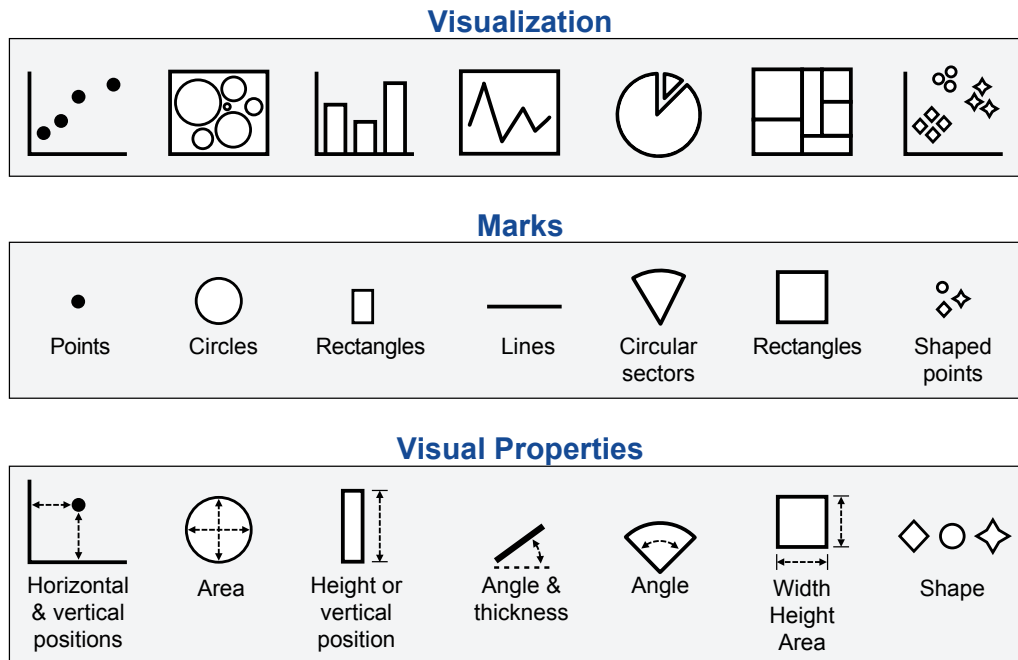 Visualization
Marks
Points
Circles
Rectangles
Lines
Circular
sectors
Rectangles
Shaped
points
Visual Properties
Horizontal
& vertical
positions
Area
Height or
vertical
position
Angle &
thickness
Angle
Width
Height
Area
Shape